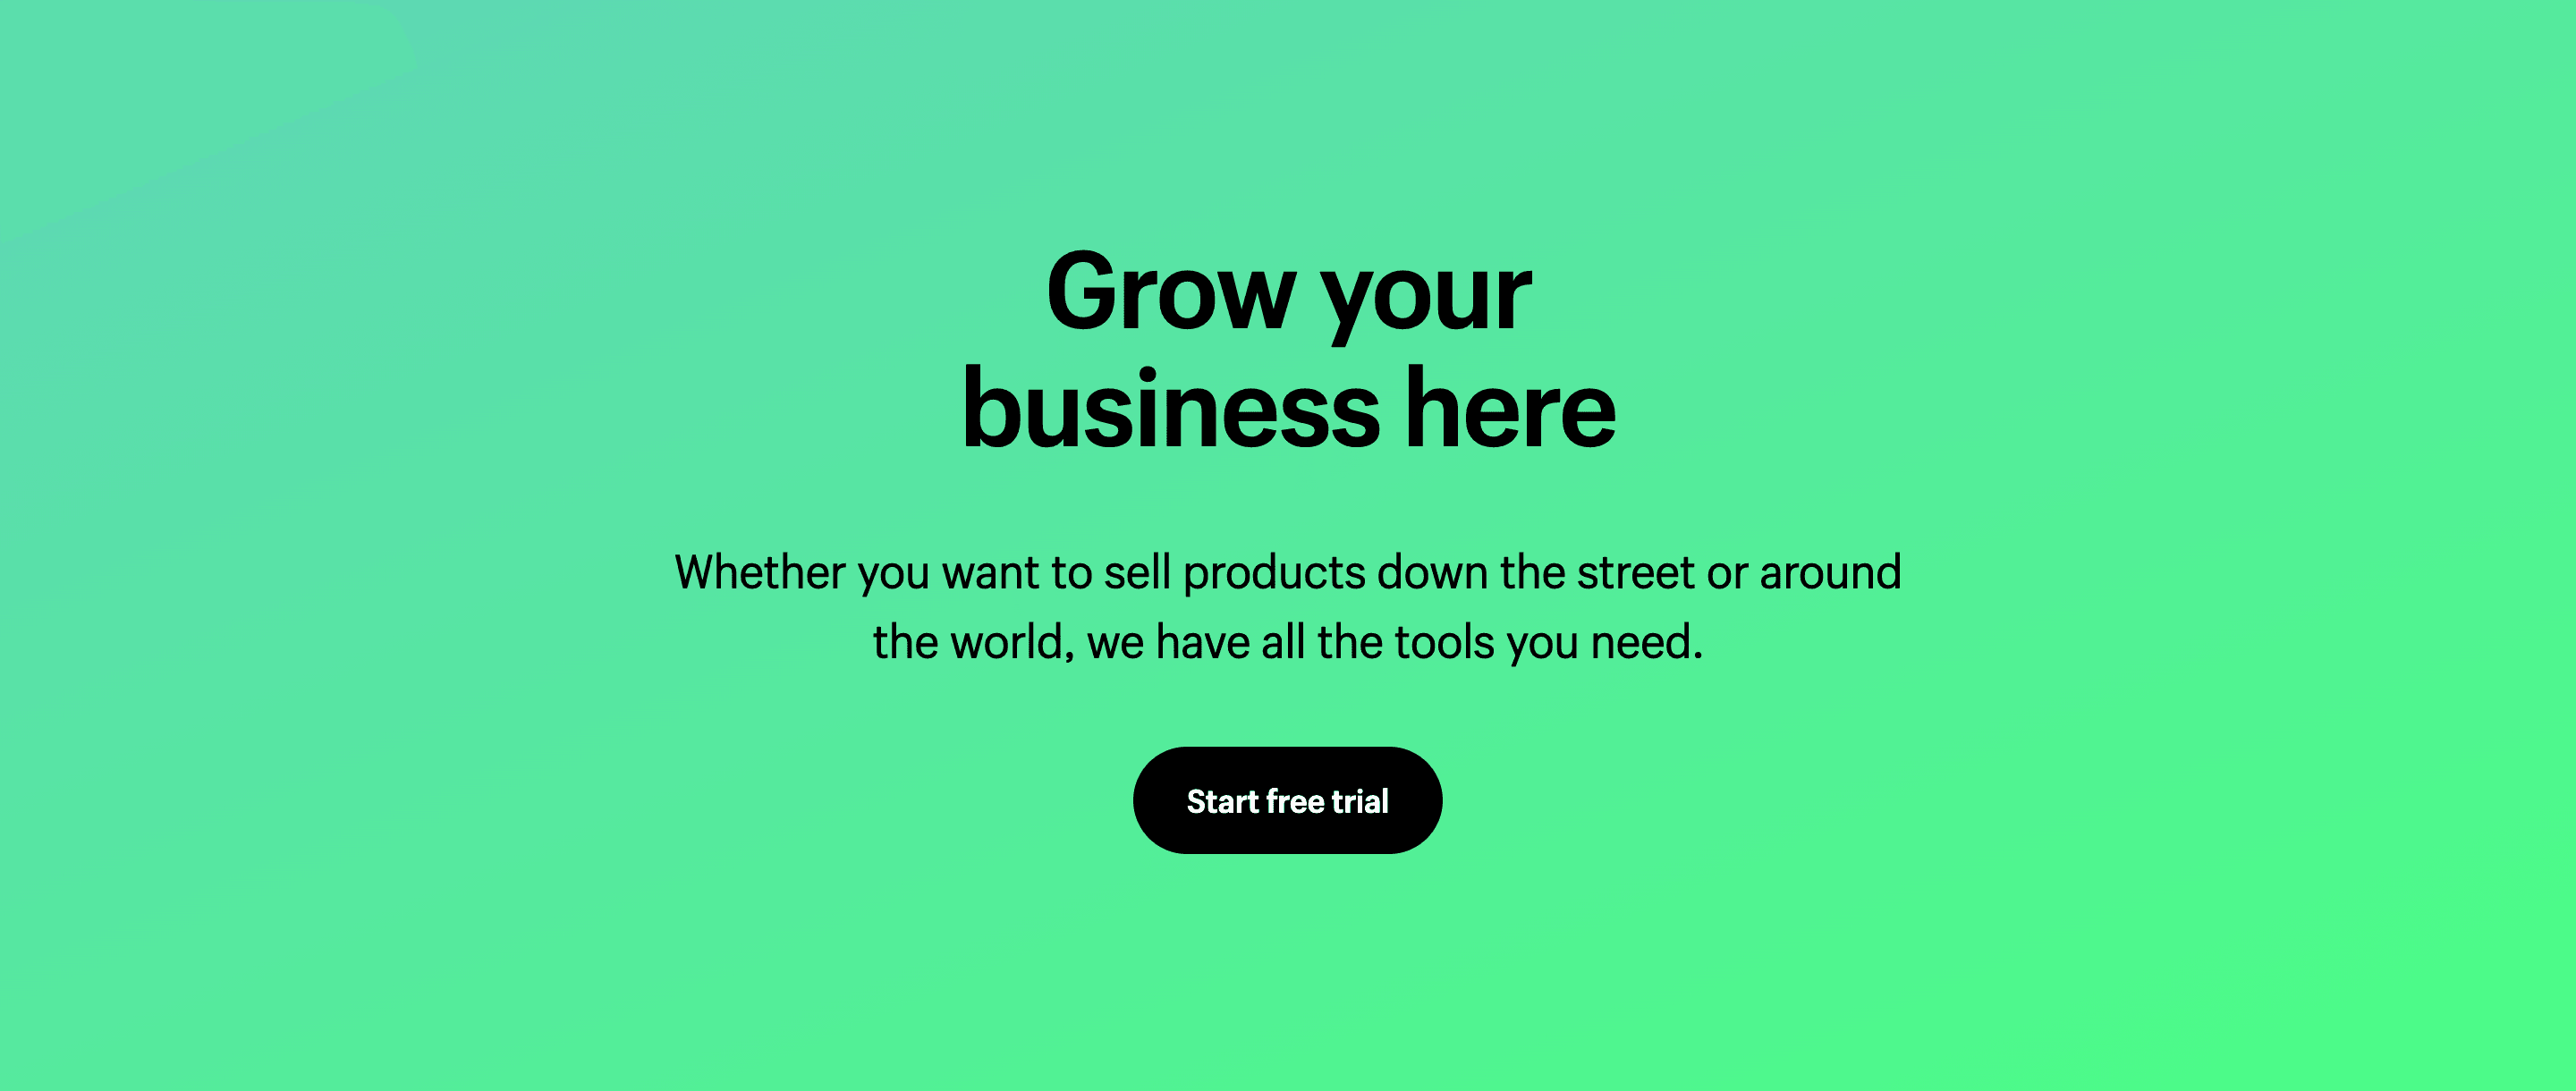 Grow your
business here
Whether you want to sell products down the street or around
the world, we have all the tools you need.
Start free trial